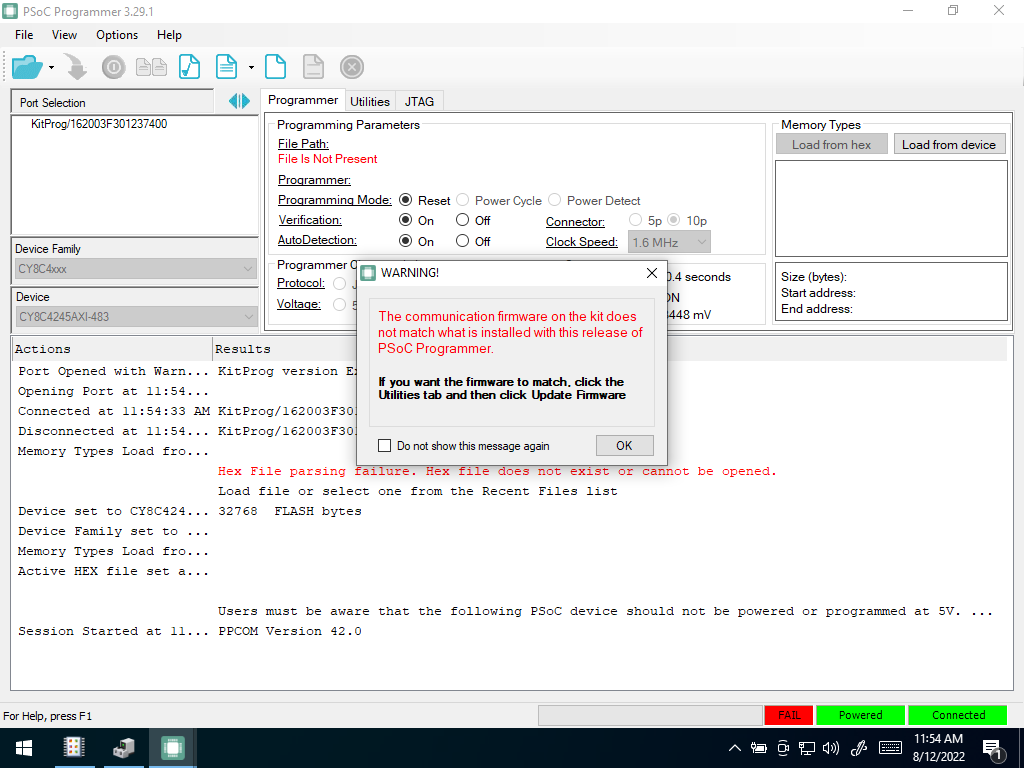 PSoC Programmer 3.29.1
File View Options Help
Port Selection
KitProg/162003F301237400
Device Family
CY8C4xxx
Device
CY8C4245AXI-483
Programmer Utilities JTAG
Programming Parameters
File Path:
File Is Not Present
Programmer:
Programming Mode: Reset Power Cycle Power Detect
Verification: On Off Connector: 5p 10p
AutoDetection: On Off Clock Speed: 1.6 MHz
Programmer C
Protocol:
Voltage: 5
0.4 seconds
ON
3448 mV
Memory Types
Load from hex Load from device
Size (bytes):
Start address:
End address:
WARNING!
The communication firmware on the kit does
not match what is installed with this release of
PSoC Programmer.
If you want the firmware to match, click the
Utilities tab and then click Update Firmware
Do not show this message again OK
Actions Results
Port Opened with Warn... KitProg version Ex
Opening Port at 11:54...
Connected at 11:54:33 AM KitProg/162003F301
Disconnected at 11:54... KitProg/162003F301
Memory Types Load fro...
Hex File parsing failure. Hex file does not exist or cannot be opened.
Load file or select one from the Recent Files list
Device set to CY8C424... 32768 FLASH bytes
Device Family set to ...
Memory Types Load fro...
Active HEX file set a...
Users must be aware that the following PSoC device should not be powered or programmed at 5V. ...
Session Started at 11... PPCOM Version 42.0
For Help, press F1
FAIL Powered Connected
11:54 AM
8/12/2022
1